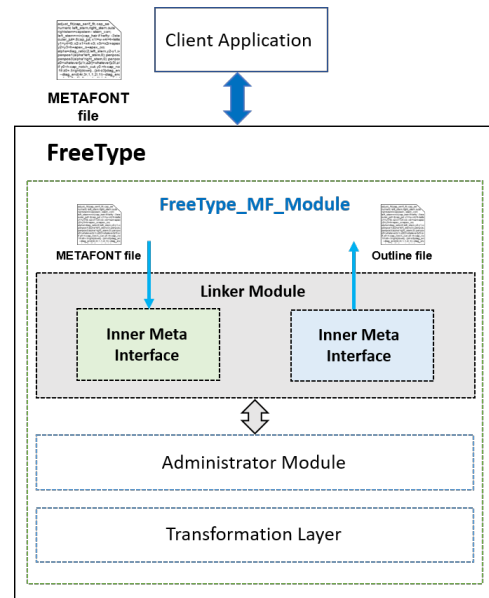 Client Application
METAFONT
file
FreeType
FreeType_MF_Module
METAFONT file
Outline file
Linker Module
Inner Meta
Interface
Inner Meta
Interface
Administrator Module
Transformation Layer